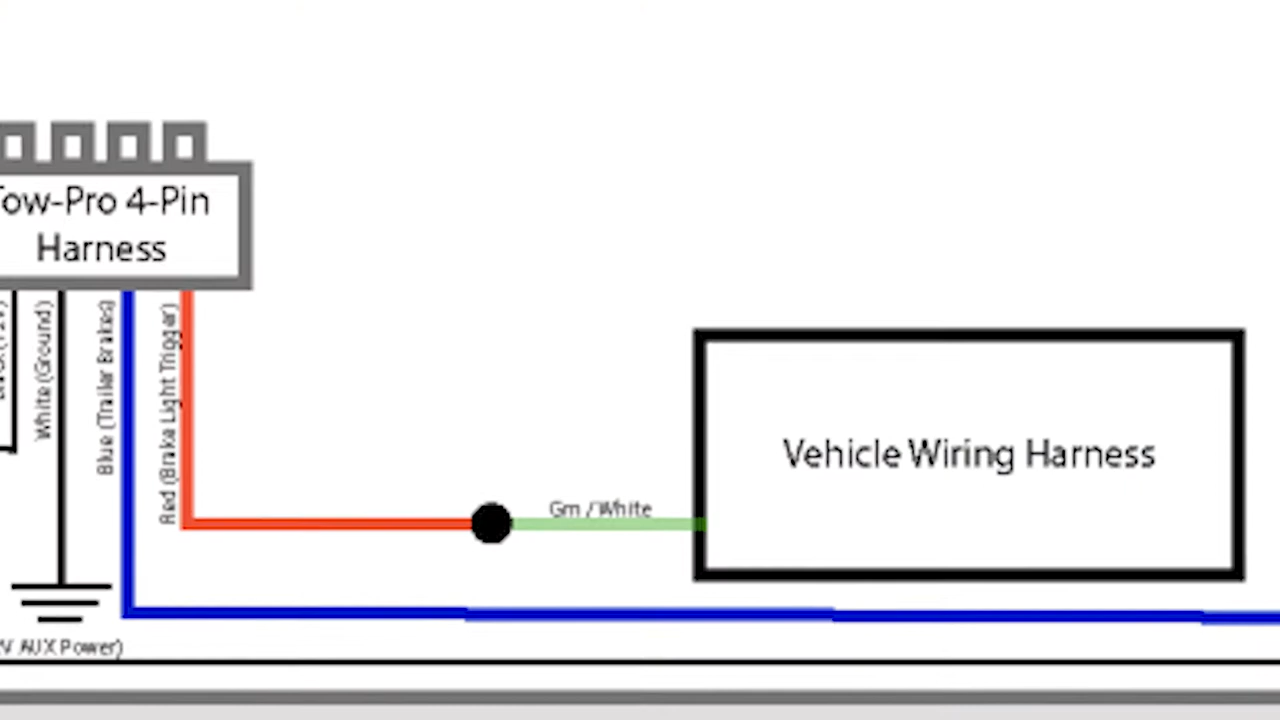 Tow-Pro 4-Pin
Harness
White (Ground)
Blue (Trailer Brakes)
Red (Brake Light Trigger)
Grn / White
Vehicle Wiring Harness
AUX Power)